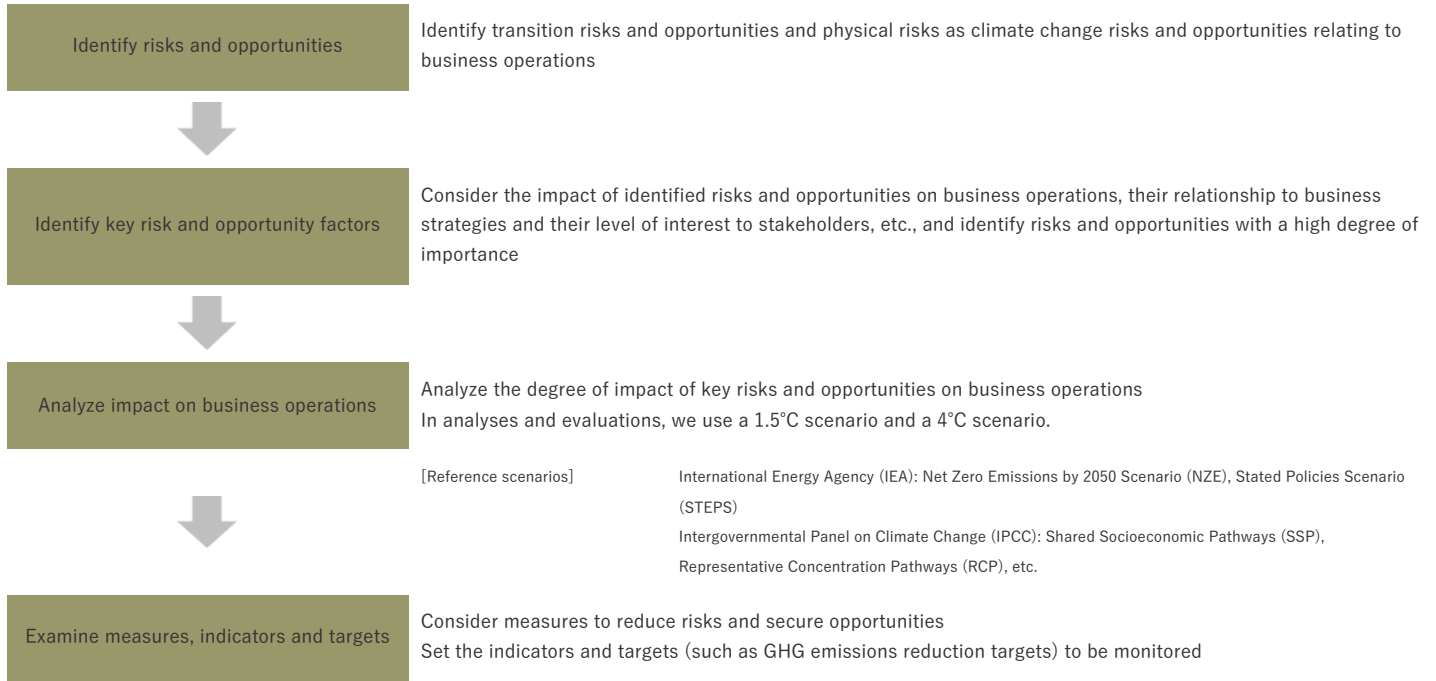 Identify risks and opportunities
Identify transition risks and opportunities and physical risks as climate change risks and opportunities relating to
business operations
Identify key risk and opportunity factors
Consider the impact of identified risks and opportunities on business operations, their relationship to business
strategies and their level of interest to stakeholders, etc., and identify risks and opportunities with a high degree of
importance
Analyze impact on business operations
Analyze the degree of impact of key risks and opportunities on business operations
In analyses and evaluations, we use a 1.5°C scenario and a 4°C scenario.
[Reference scenarios]
International Energy Agency (IEA): Net Zero Emissions by 2050 Scenario (NZE), Stated Policies Scenario
(STEPS)
Intergovernmental Panel on Climate Change (IPCC): Shared Socioeconomic Pathways (SSP),
Representative Concentration Pathways (RCP), etc.
Examine measures, indicators and targets
Consider measures to reduce risks and secure opportunities
Set the indicators and targets (such as GHG emissions reduction targets) to be monitored